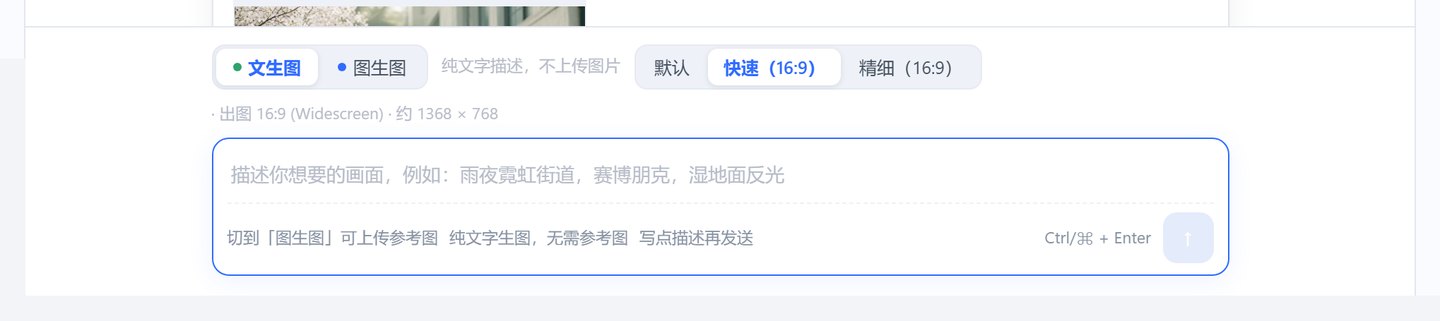 文生图 图生图 纯文字描述，不上传图片 默认 快速（16:9） 精细（16:9）
· 出图 16:9 (Widescreen) · 约 1368 × 768
描述你想要的画面，例如：雨夜霓虹街道，赛博朋克，湿地面反光
切到「图生图」可上传参考图 纯文字生图，无需参考图 写点描述再发送 Ctrl/⌘ + Enter ↑